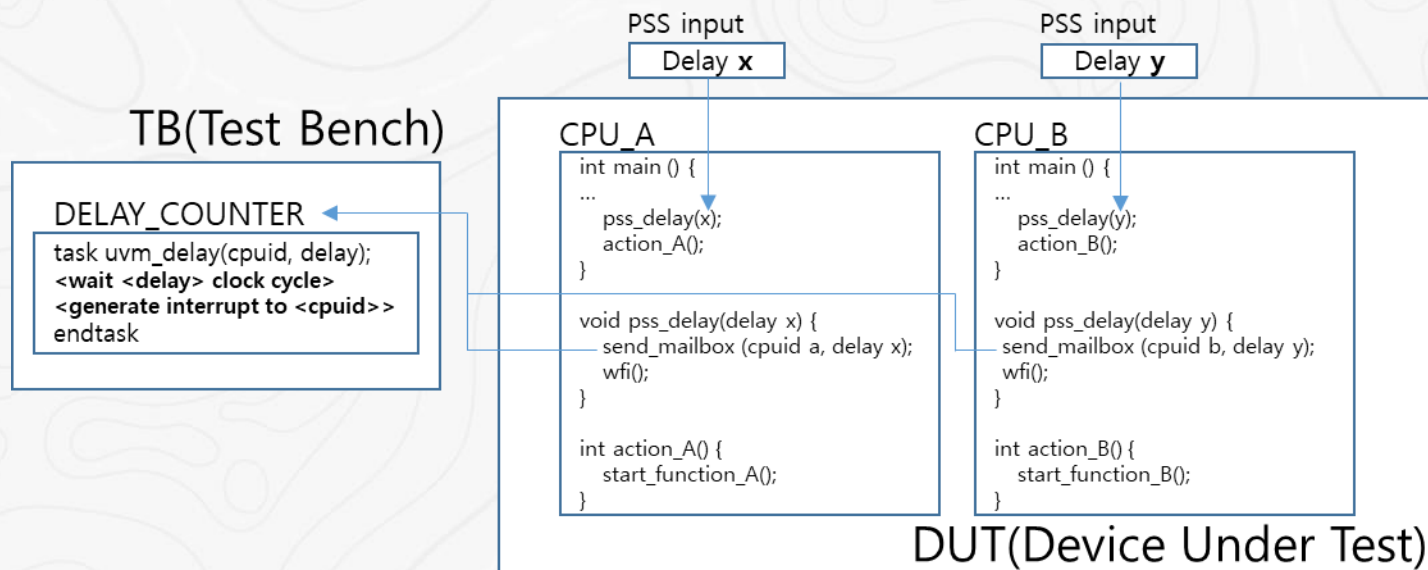 PSS input
Delay x
PSS input
Delay y
TB(Test Bench)
DELAY_COUNTER
task uvm_delay(cpuid, delay);
<wait <delay> clock cycle>
<generate interrupt to <cpuid>>
endtask
CPU_A
int main () {
...
pss_delay(x);
action_A();
}
void pss_delay(delay x) {
send_mailbox (cpuid a, delay x);
wfi();
}
int action_A() {
start_function_A();
}
CPU_B
int main () {
...
pss_delay(y);
action_B();
}
void pss_delay(delay y) {
send_mailbox (cpuid b, delay y);
wfi();
}
int action_B() {
start_function_B();
}
DUT(Device Under Test)